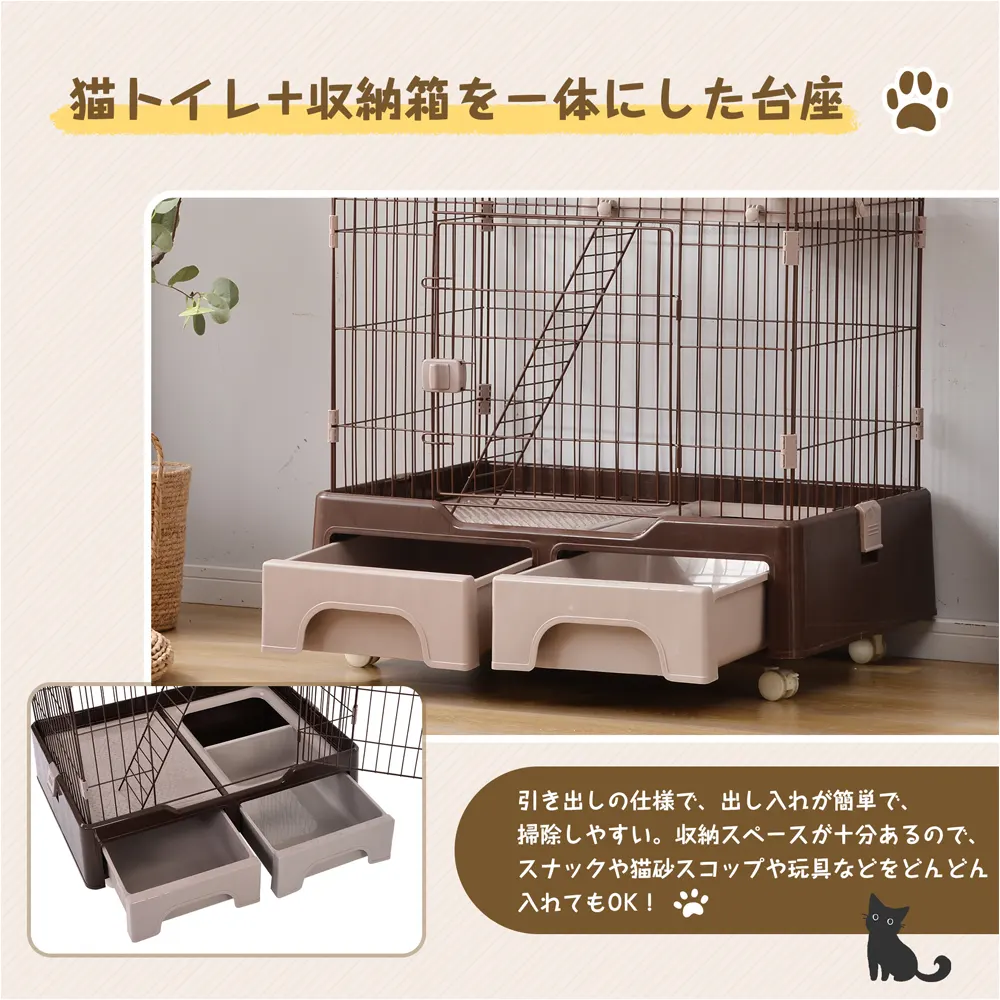 猫トイレ+収納箱を一体にした台座
引き出しの仕様で、出し入れが簡単で、
掃除しやすい。収納スペースが十分あるので、
スナックや猫砂スコップや玩具などをどんどん
入れてもOK！